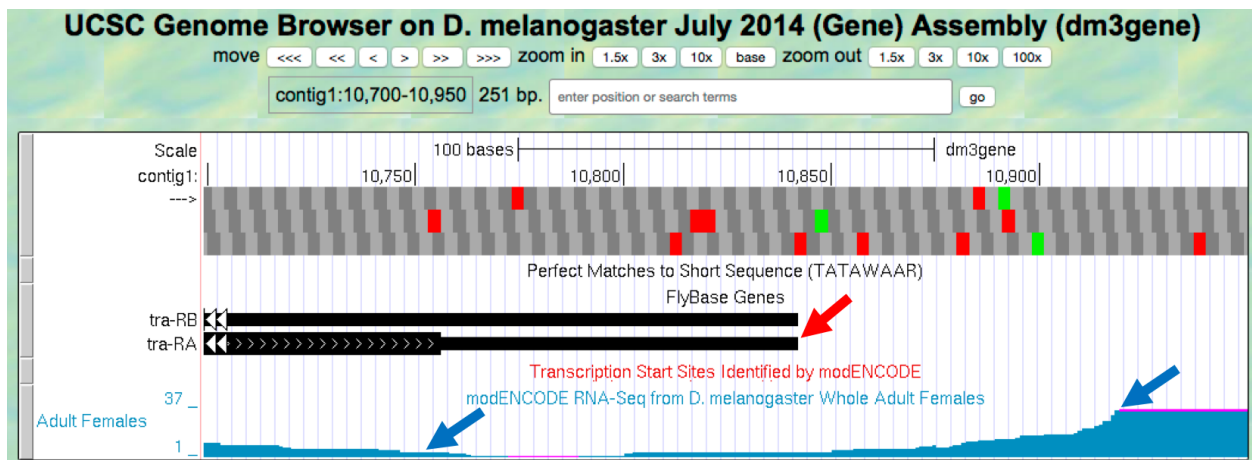 UCSC Genome Browser on D. melanogaster July 2014 (Gene) Assembly (dm3gene)
move <<< << < > >> >>> zoom in 1.5x 3x 10x base zoom out 1.5x 3x 10x 100x
contig1:10,700-10,950 251 bp. enter position or search terms go
Scale 100 bases dm3gene
contig1: 10,750 10,800 10,850 10,900
--->
Perfect Matches to Short Sequence (TATAWAAR)
FlyBase Genes
tra-RB
tra-RA
Transcription Start Sites Identified by modENCODE
37 _ modENCODE RNA-Seq from D. melanogaster Whole Adult Females
Adult Females
1 _